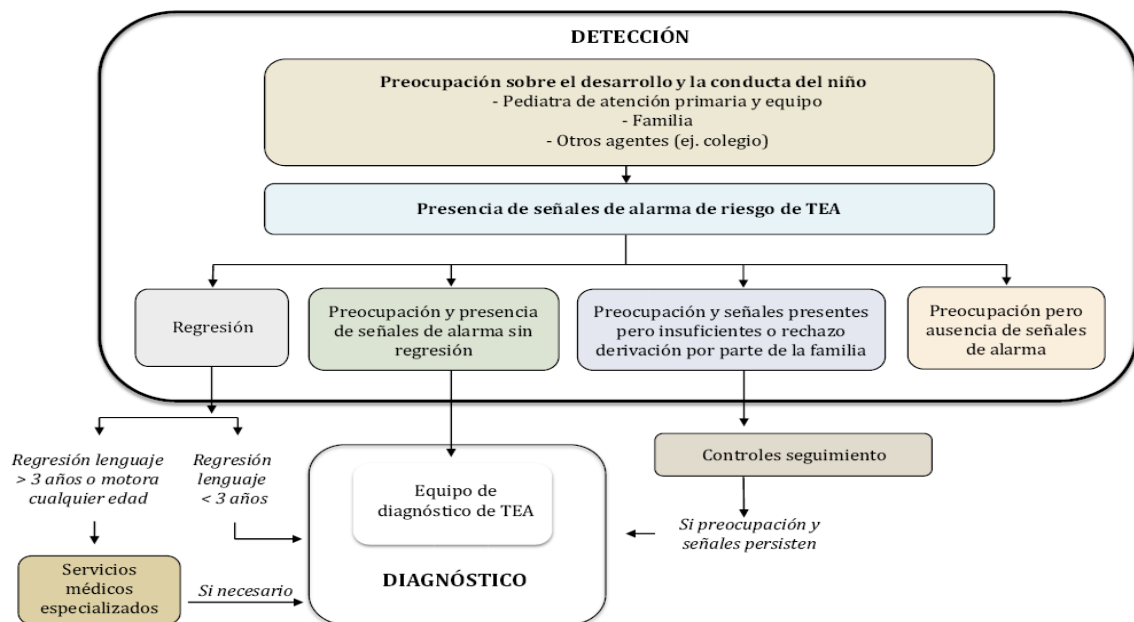 DETECCIÓN
Preocupación sobre el desarrollo y la conducta del niño
- Pediatra de atención primaria y equipo
- Familia
- Otros agentes (ej. colegio)
Presencia de señales de alarma de riesgo de TEA
Regresión
Preocupación y presencia
de señales de alarma sin
regresión
Preocupación y señales presentes
pero insuficientes o rechazo
derivación por parte de la familia
Preocupación pero
ausencia de señales
de alarma
Regresión lenguaje
> 3 años o motora
cualquier edad
Regresión
lenguaje
< 3 años
Controles seguimiento
Equipo de
diagnóstico de TEA
Si preocupación y
señales persisten
DIAGNÓSTICO
Servicios
médicos
especializados
Si necesario